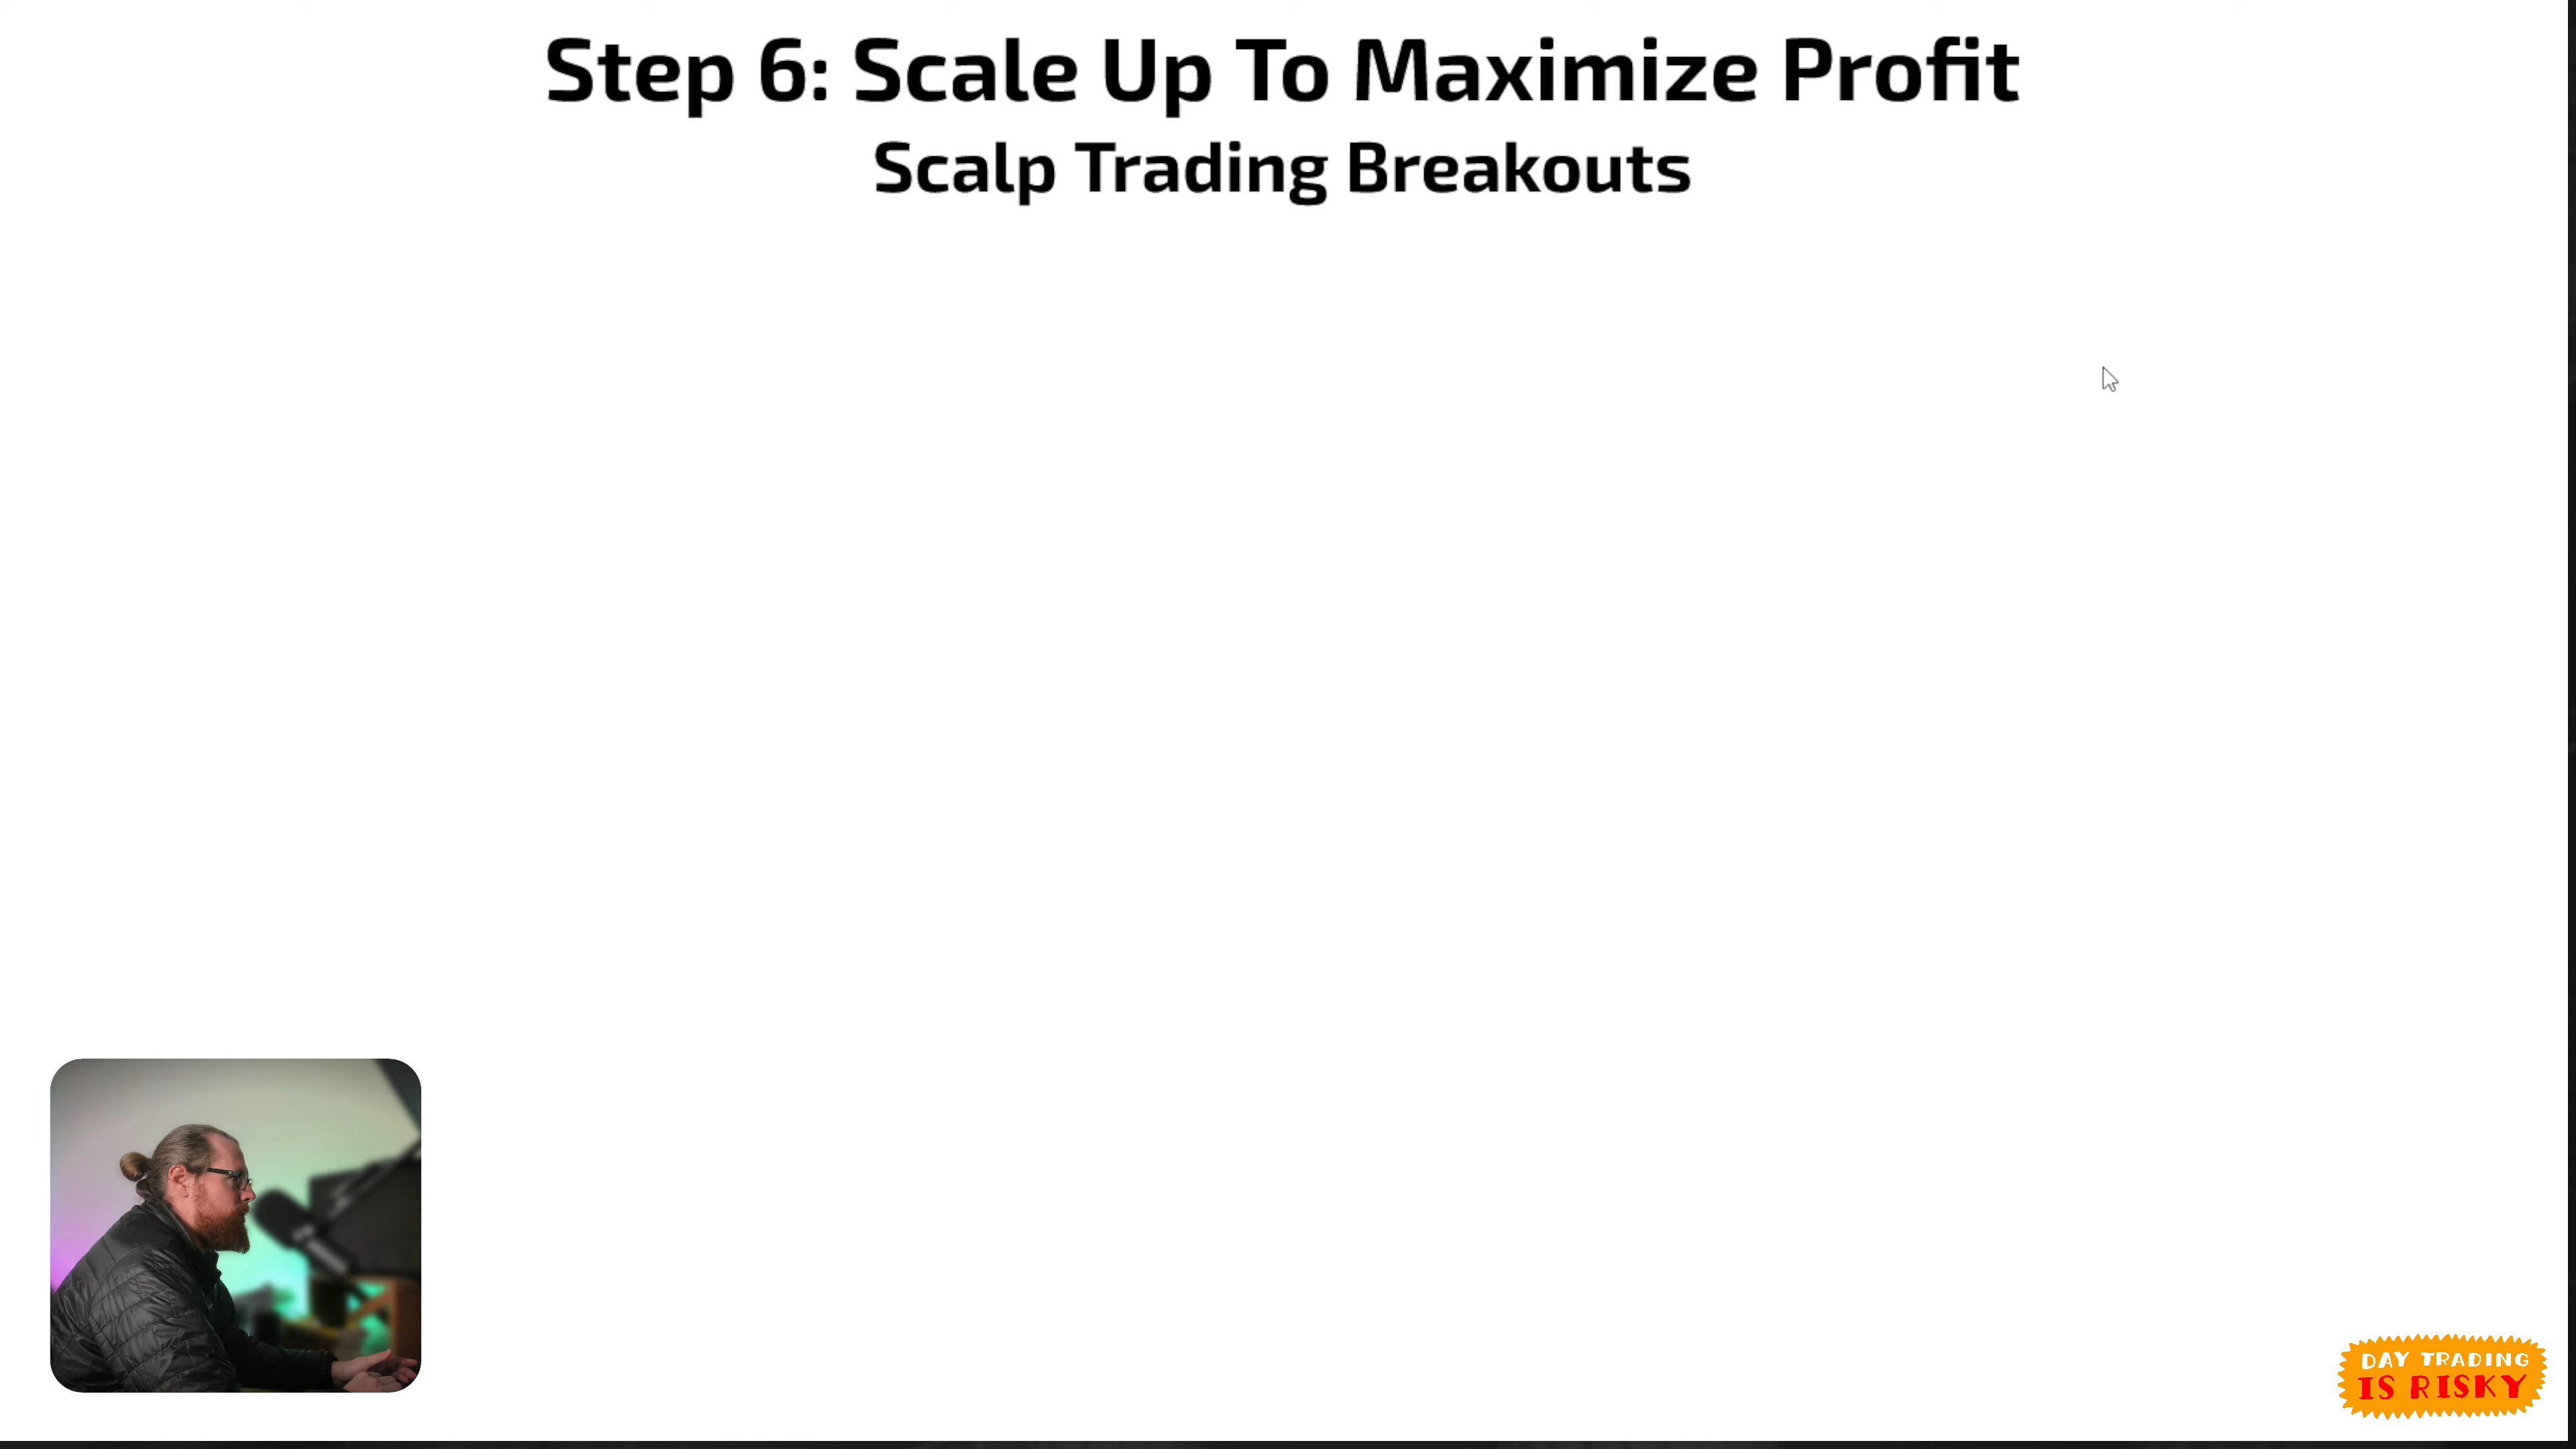 Step 6: Scale Up To Maximize Profit
Scalp Trading Breakouts
DAY TRADING
IS RISKY